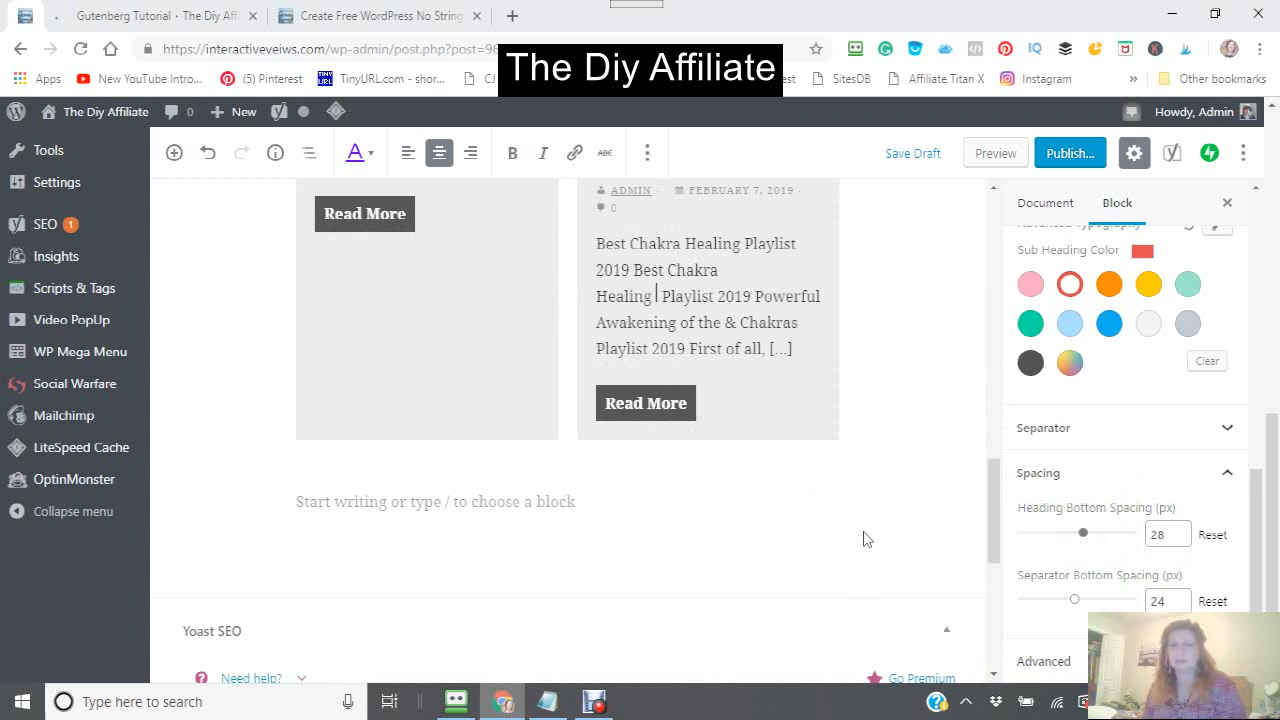 Gutenberg Tutorial - The Diy Affil
Create Free WordPress No String
https://interactiveveiws.com/wp-admin/post.php?post=96
The Diy Affiliate
Apps
New YouTube Intro...
(5) Pinterest
TinyURL.com - shor...
CJ
SitesDB
Affiliate Titan X
Instagram
Other bookmarks
The DIY Affiliate
0
New
Howdy, Admin
Tools
Settings
SEO 1
Insights
Scripts & Tags
Video PopUp
WP Mega Menu
Social Warfare
Mailchimp
LiteSpeed Cache
OptinMonster
Collapse menu
A
B
I
ABC
Save Draft
Preview
Publish...
Read More
ADMIN · FEBRUARY 7, 2019 ·
0
Best Chakra Healing Playlist
2019 Best Chakra
Healing Playlist 2019 Powerful
Awakening of the & Chakras
Playlist 2019 First of all, [...]
Read More
Start writing or type / to choose a block
Yoast SEO
Need help?
Go Premium
Document
Block
Advanced Typography
Sub Heading Color
Clear
Separator
Spacing
Heading Bottom Spacing (px)
28 Reset
Separator Bottom Spacing (px)
24 Reset
Advanced
Type here to search